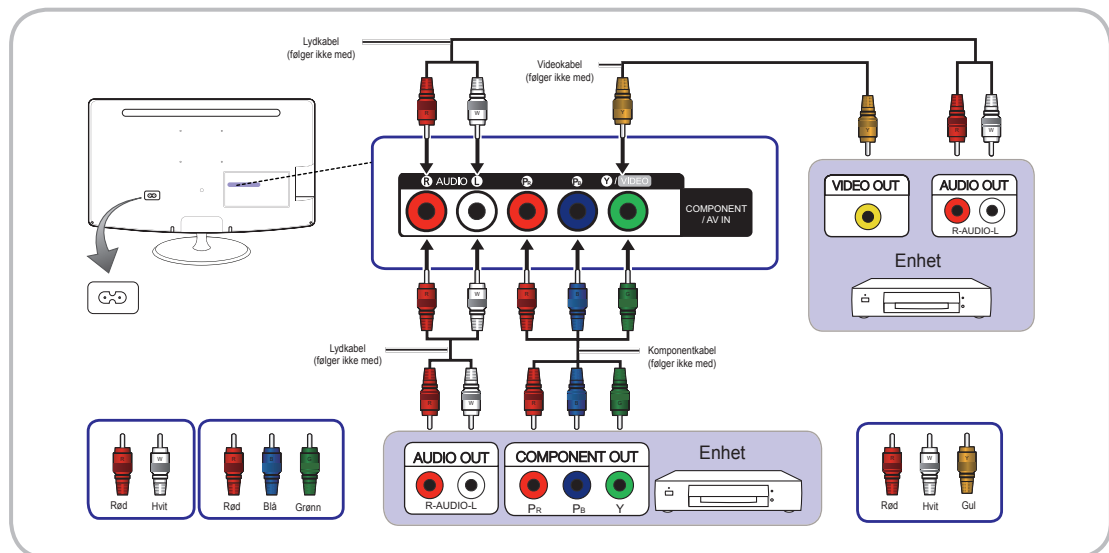 Lydkabel
(følger ikke med)
Videokabel
(følger ikke med)
R W Y
Y R W
R AUDIO L PR PB Y / VIDEO
COMPONENT
/ AV IN
VIDEO OUT
AUDIO OUT
R-AUDIO-L
Enhet
R W R B G
Lydkabel
(følger ikke med)
Komponentkabel
(følger ikke med)
R W R B G
AUDIO OUT
R-AUDIO-L
COMPONENT OUT
PR PB Y
Enhet
R W
Rød Hvit
R B G
Rød Blå Grønn
R W Y
Rød Hvit Gul